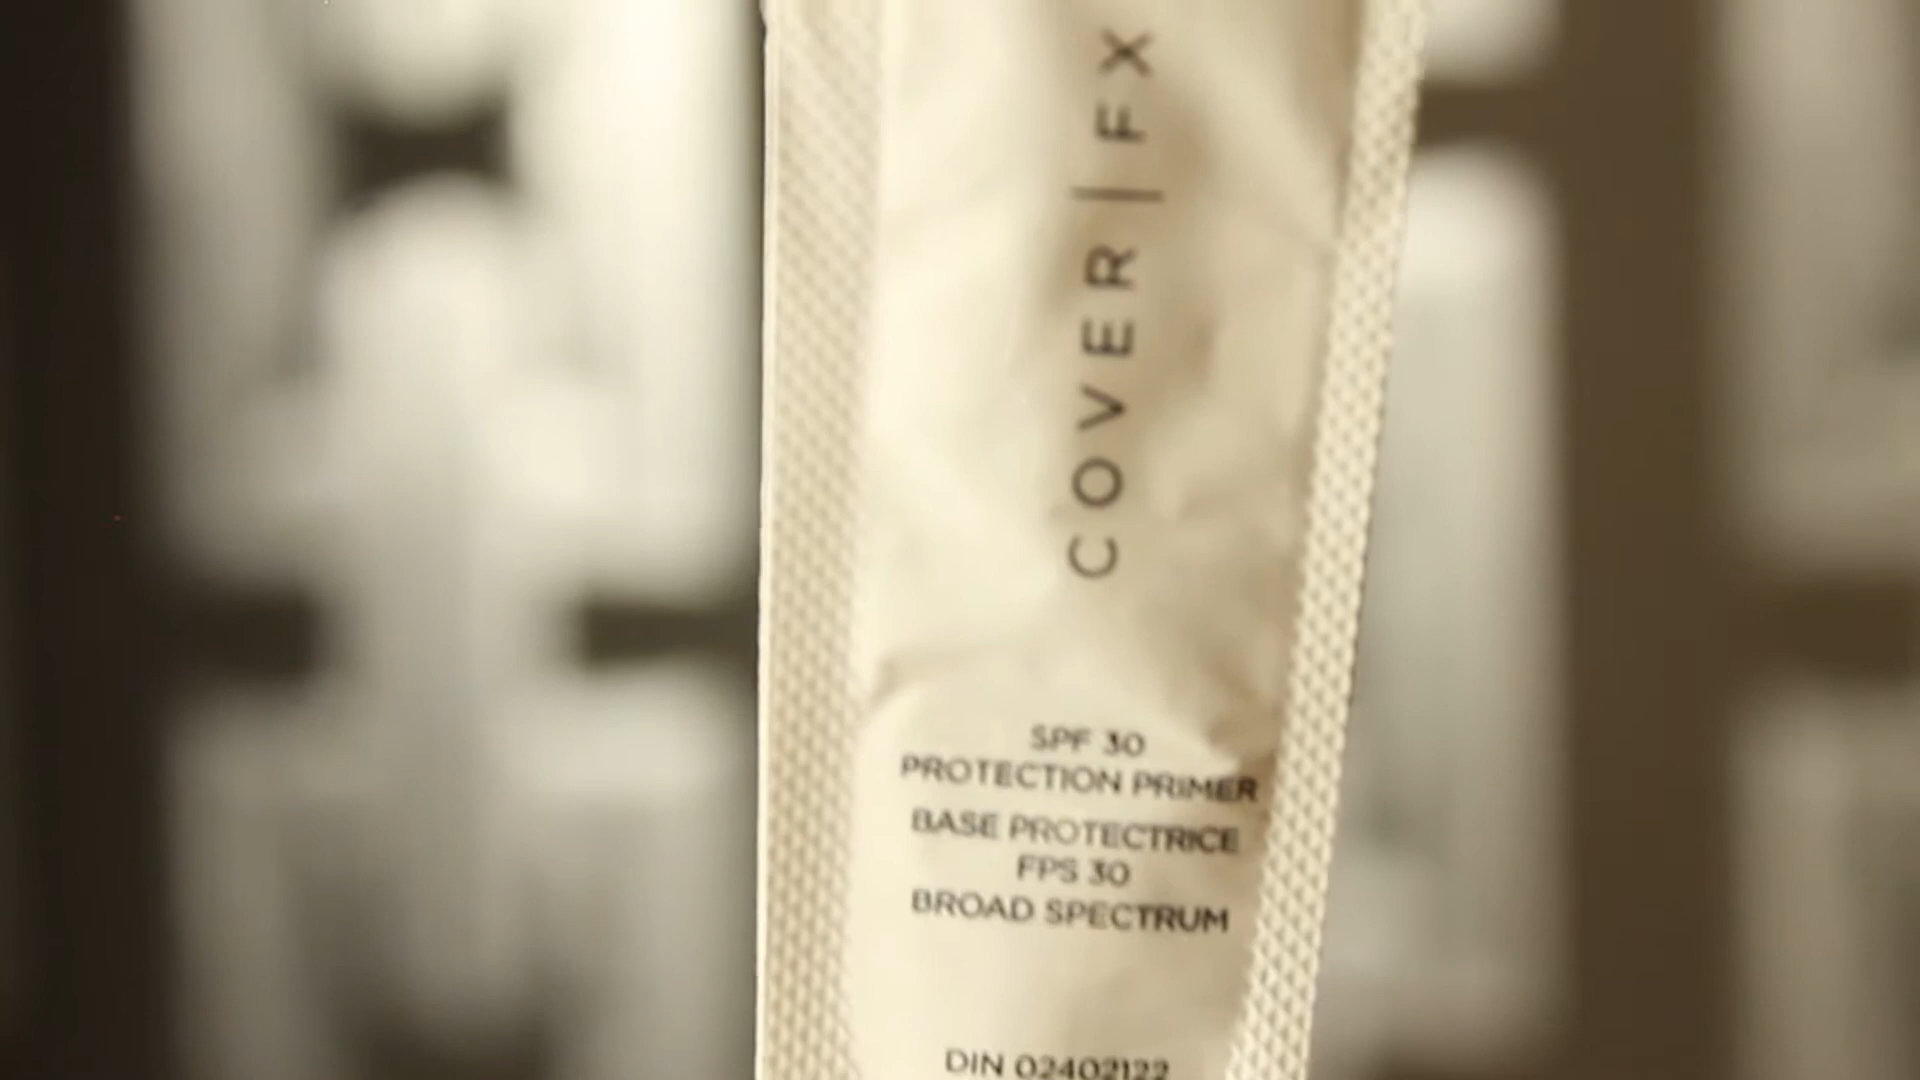 COVER | FX
SPF 30
PROTECTION PRIMER
BASE PROTECTRICE
FPS 30
BROAD SPECTRUM
DIN 02402122